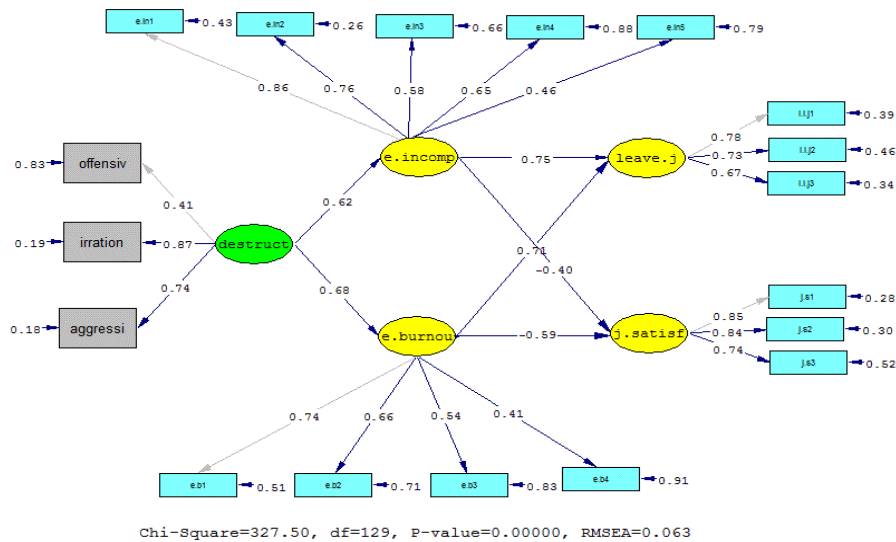 e.in1 0.43 e.in2 0.26 e.in3 0.66 e.in4 0.88 e.in5 0.79
0.86 0.76 0.58 0.65 0.46
0.83 offensiv
0.41
0.19 irration 0.87
0.74
0.18 aggressi
destruct
0.62
0.68
e.incomp
e.burnou
0.75
0.71
-0.40
-0.59
leave.j
j.satisf
0.78 l.l.j1 0.39
0.73 l.l.j2 0.46
0.67 l.l.j3 0.34
0.85 j.s1 0.28
0.84 j.s2 0.30
0.74 j.s3 0.52
0.74 0.66 0.54 0.41
e.b1 0.51 e.b2 0.71 e.b3 0.83 e.b4 0.91
Chi-Square=327.50, df=129, P-value=0.00000, RMSEA=0.063